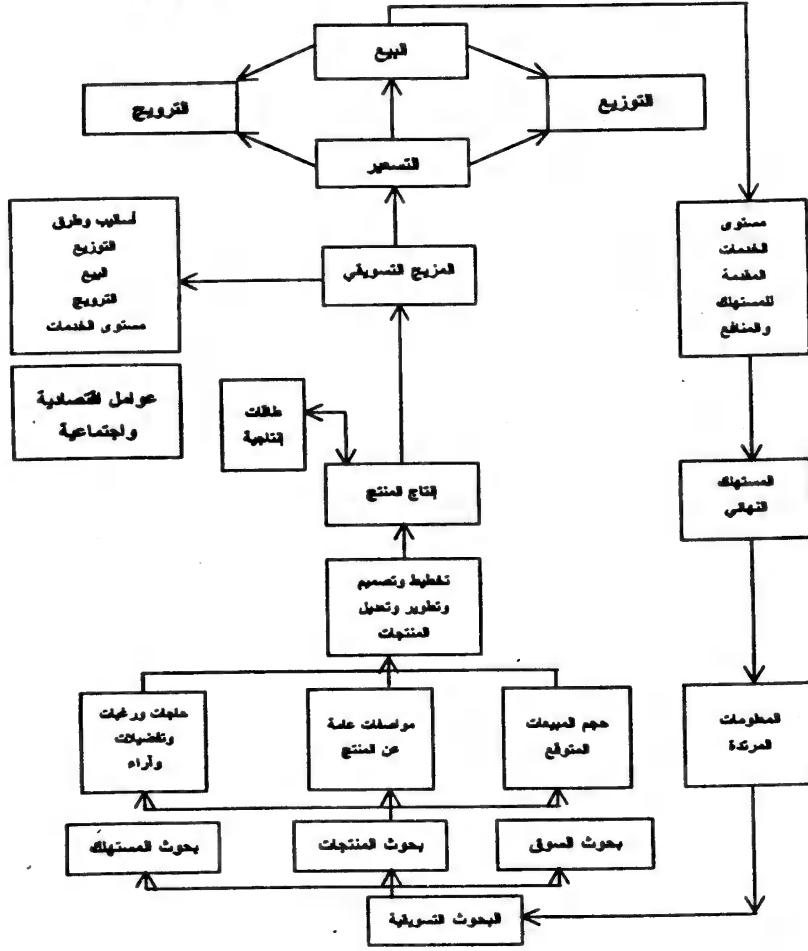 البيع
التوزيع
الترويج
التسعير
مستوى
الخدمات
المقدمة
للمستهلك
والمنافع
أساليب وطرق
التوزيع
البيع
الترويج
مستوى الخدمات
المزيج التسويقي
عوامل اقتصادية
واجتماعية
طاقات
إنتاجية
إنتاج المنتج
المستهلك
النهائي
تخطيط وتصميم
وتطوير وتعديل
المنتجات
حجم المبيعات
المتوقع
مواصفات عامة
عن المنتج
حاجات ورغبات
وتفضيلات
وآراء
المعلومات
المرتدة
بحوث السوق
بحوث المنتجات
بحوث المستهلك
البحوث التسويقية